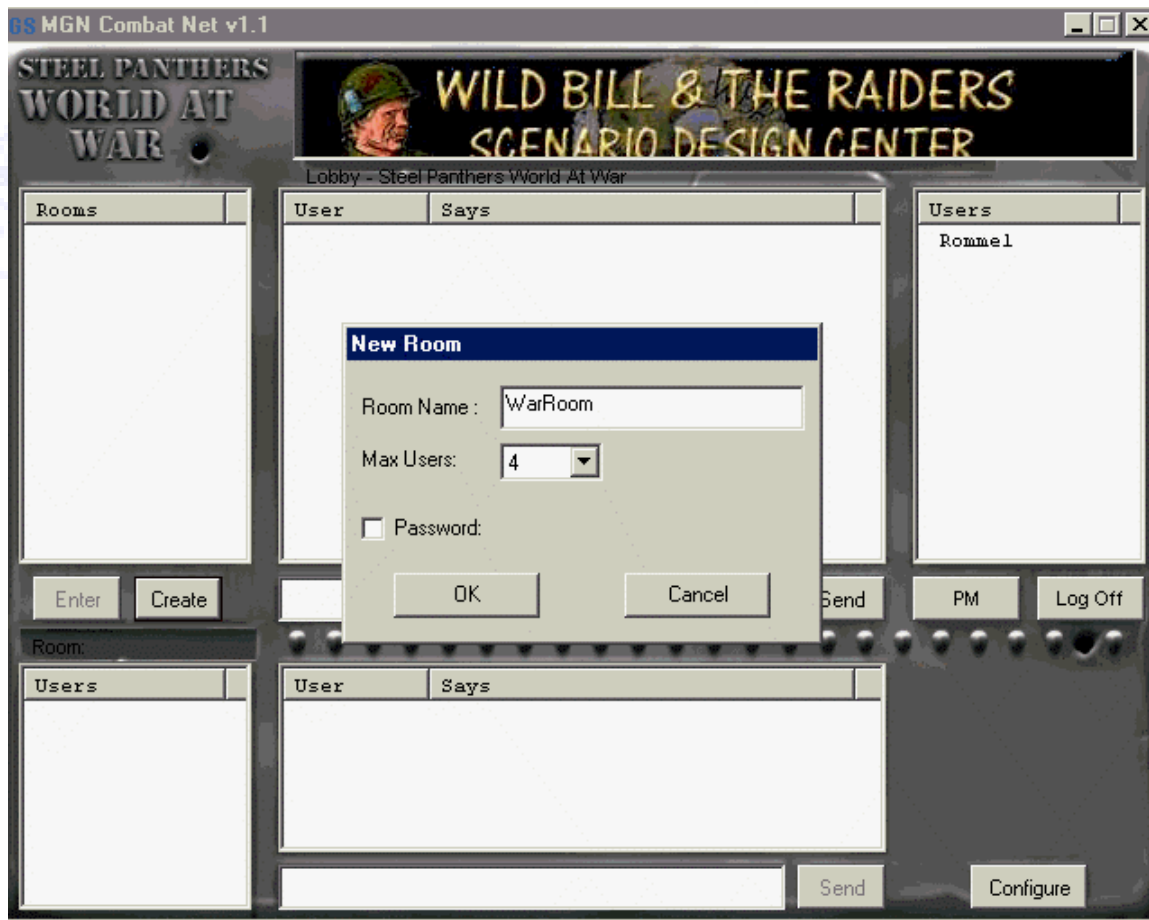 GS MGN Combat Net v1.1
STEEL PANTHERS
WORLD AT
WAR
WILD BILL & THE RAIDERS
SCENARIO DESIGN CENTER
Lobby - Steel Panthers World At War
Rooms
User Says
Users
Rommel
New Room
Room Name : WarRoom
Max Users: 4
Password:
OK Cancel
Enter Create Send PM Log Off
Room:
Users
User Says
Send Configure